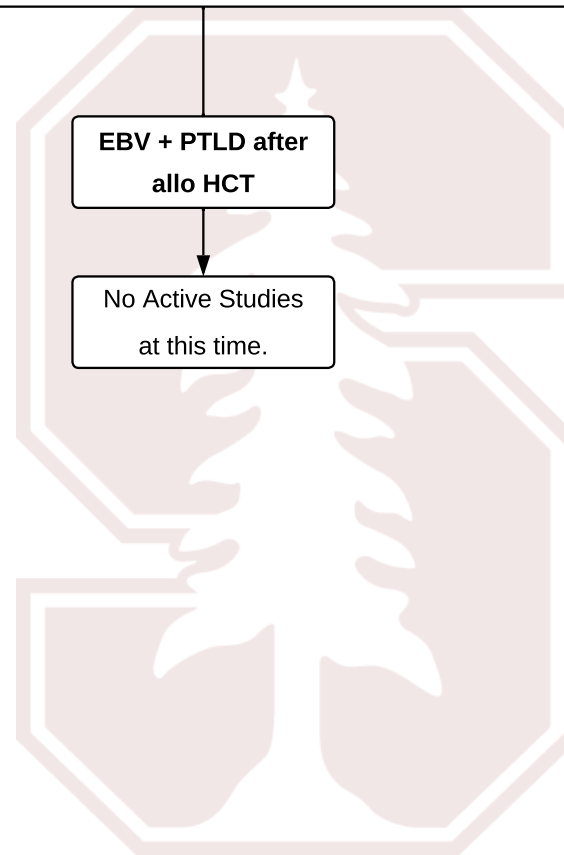 EBV + PTLD after
allo HCT
No Active Studies
at this time.